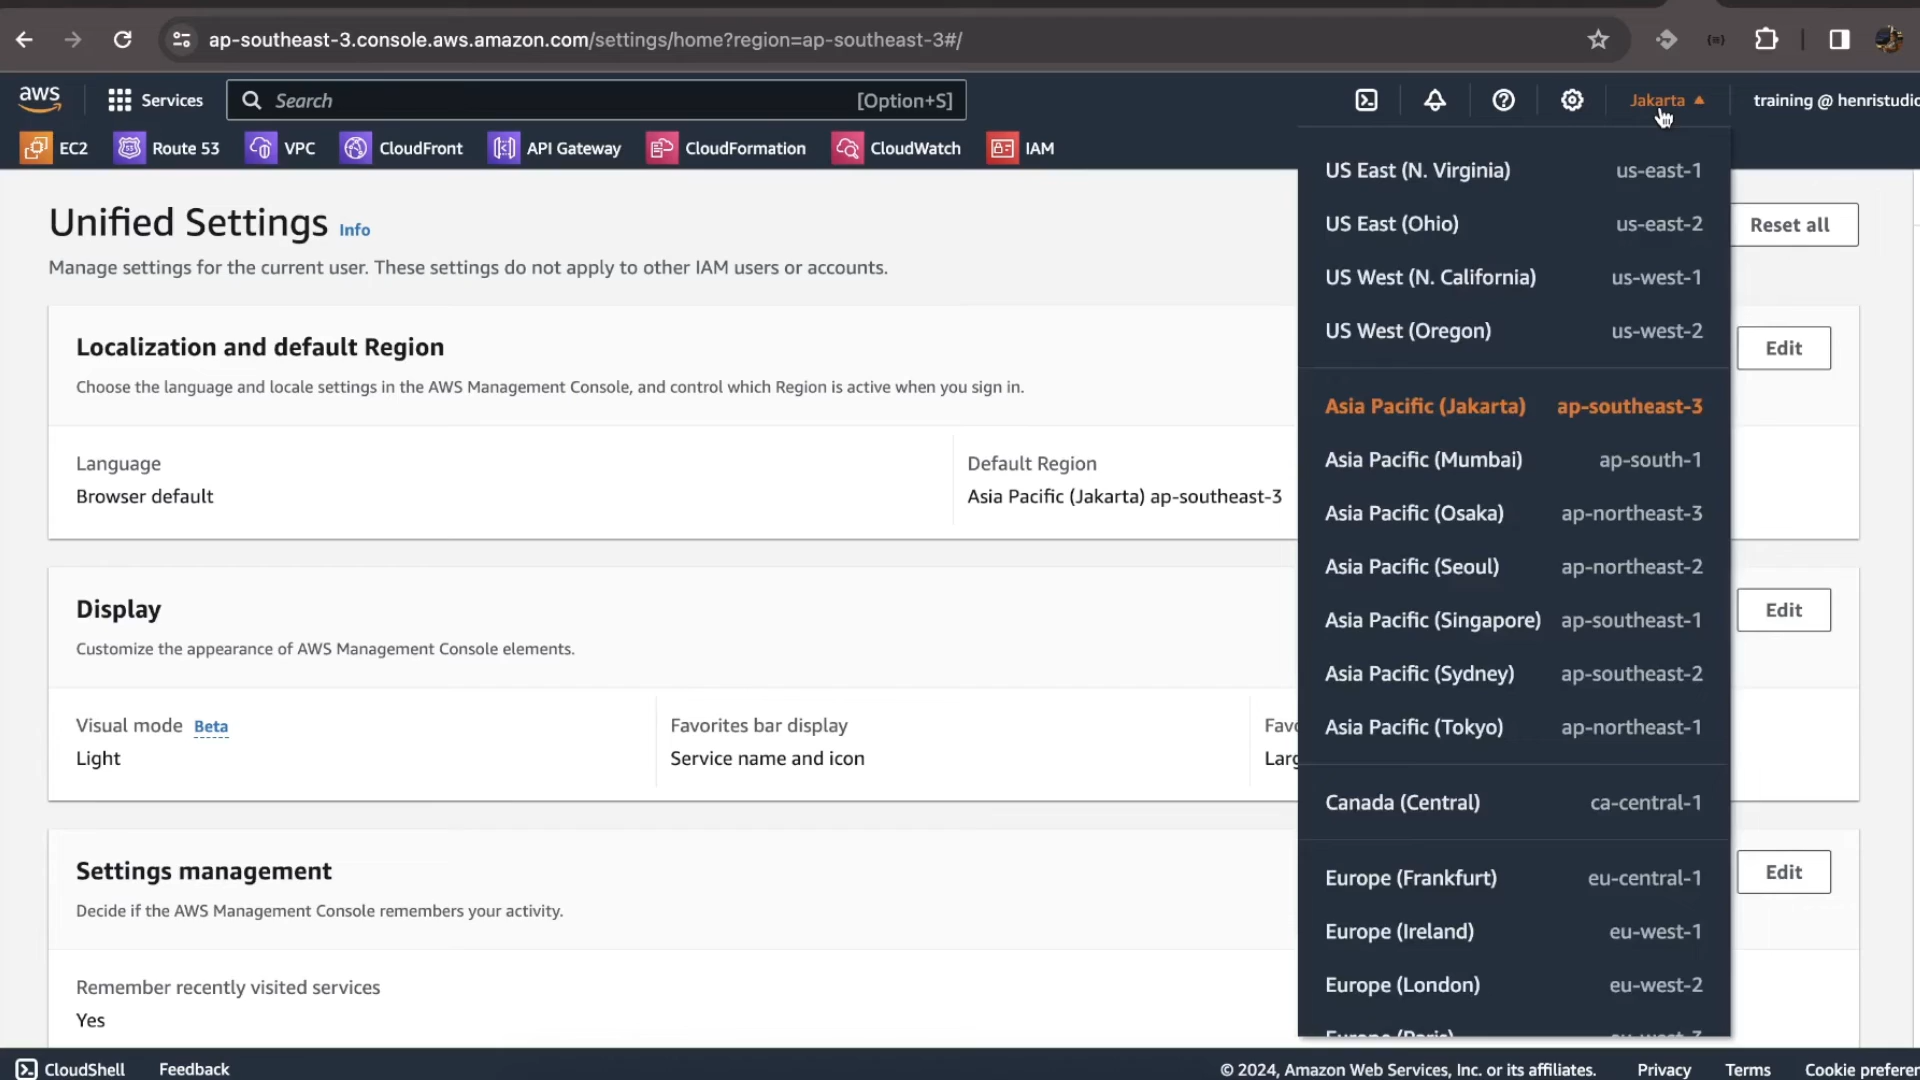 ap-southeast-3.console.aws.amazon.com/settings/home?region=ap-southeast-3#/
aws
Services
Search
[Option+S]
Jakarta
training @ henristudio
EC2
Route 53
VPC
CloudFront
API Gateway
CloudFormation
CloudWatch
IAM
Unified Settings Info
Manage settings for the current user. These settings do not apply to other IAM users or accounts.
Reset all
Localization and default Region
Choose the language and locale settings in the AWS Management Console, and control which Region is active when you sign in.
Edit
Language
Browser default
Default Region
Asia Pacific (Jakarta) ap-southeast-3
Display
Customize the appearance of AWS Management Console elements.
Edit
Visual mode Beta
Light
Favorites bar display
Service name and icon
Settings management
Decide if the AWS Management Console remembers your activity.
Edit
Remember recently visited services
Yes
US East (N. Virginia) us-east-1
US East (Ohio) us-east-2
US West (N. California) us-west-1
US West (Oregon) us-west-2
Asia Pacific (Jakarta) ap-southeast-3
Asia Pacific (Mumbai) ap-south-1
Asia Pacific (Osaka) ap-northeast-3
Asia Pacific (Seoul) ap-northeast-2
Asia Pacific (Singapore) ap-southeast-1
Asia Pacific (Sydney) ap-southeast-2
Asia Pacific (Tokyo) ap-northeast-1
Canada (Central) ca-central-1
Europe (Frankfurt) eu-central-1
Europe (Ireland) eu-west-1
Europe (London) eu-west-2
Europe (Paris) eu-west-3
CloudShell
Feedback
© 2024, Amazon Web Services, Inc. or its affiliates.
Privacy
Terms
Cookie preferen